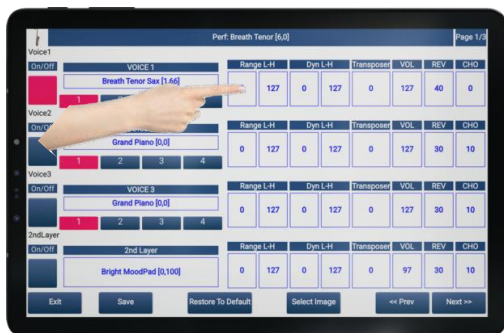 Perf: Breath Tenor [6,0] Page 1/3
Voice1
On/Off VOICE 1 Range L-H Dyn L-H Transposer VOL REV CHO
Breath Tenor Sax [1.66] 127 0 127 0 127 40 0
1
Voice2
On/Off Range L-H Dyn L-H Transposer VOL REV CHO
Grand Piano [0,0] 0 127 0 127 0 127 30 10
1 2 3 4
Voice3
On/Off VOICE 3 Range L-H Dyn L-H Transposer VOL REV CHO
Grand Piano [0,0] 0 127 0 127 0 127 30 10
1 2 3 4
2ndLayer
On/Off 2nd Layer Range L-H Dyn L-H Transposer VOL REV CHO
Bright MoodPad [0,100] 0 127 0 127 0 97 30 10
Exit Save Restore To Default Select Image << Prev Next >>